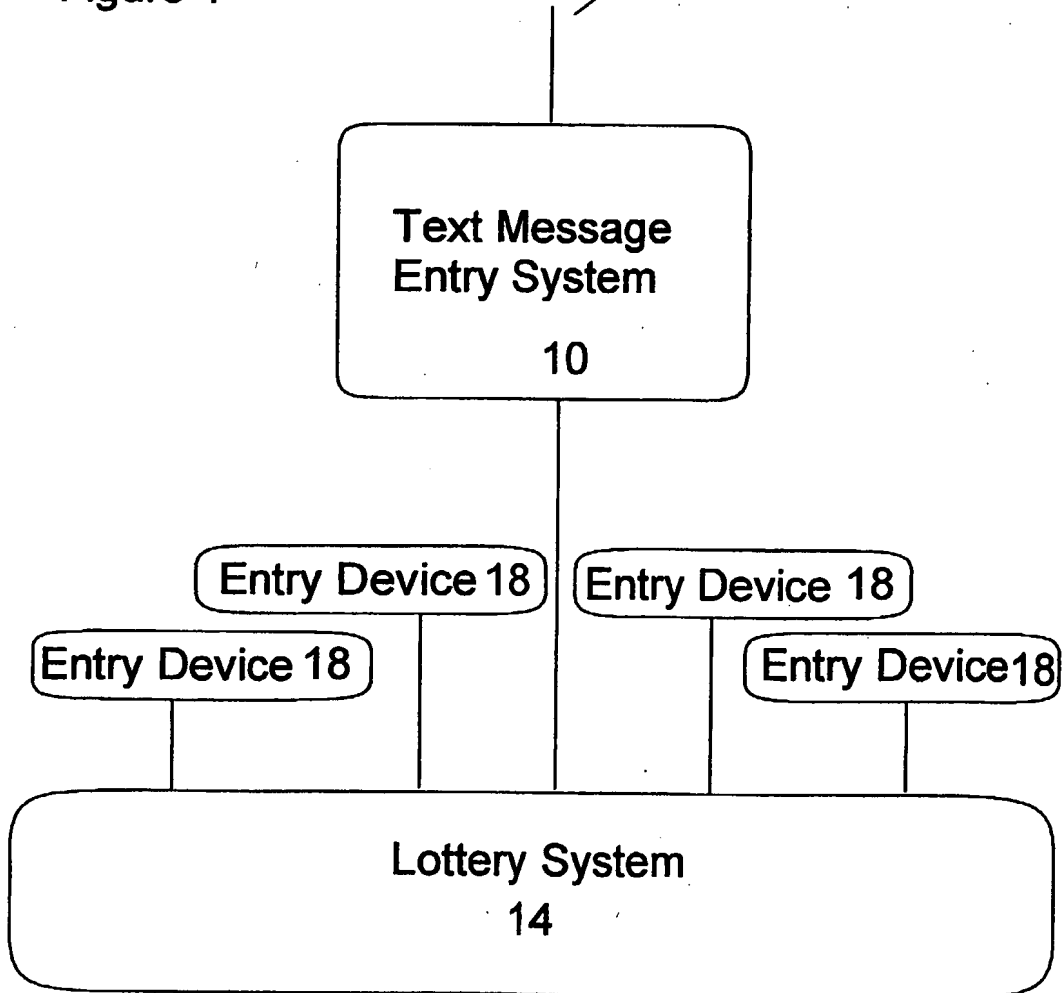 Text Message
Entry System
10
Entry Device 18
Entry Device 18
Entry Device 18
Entry Device18
Lottery System
14